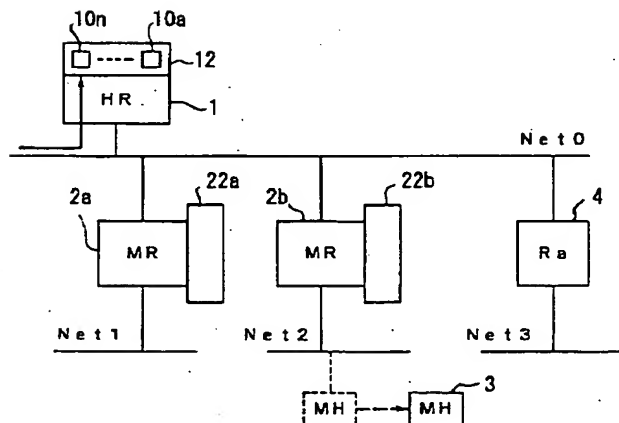 10n 10a
12
HR 1
Net0
22a 22b
2a 2b 4
MR MR Ra
Net1 Net2 Net3
3
MH MH